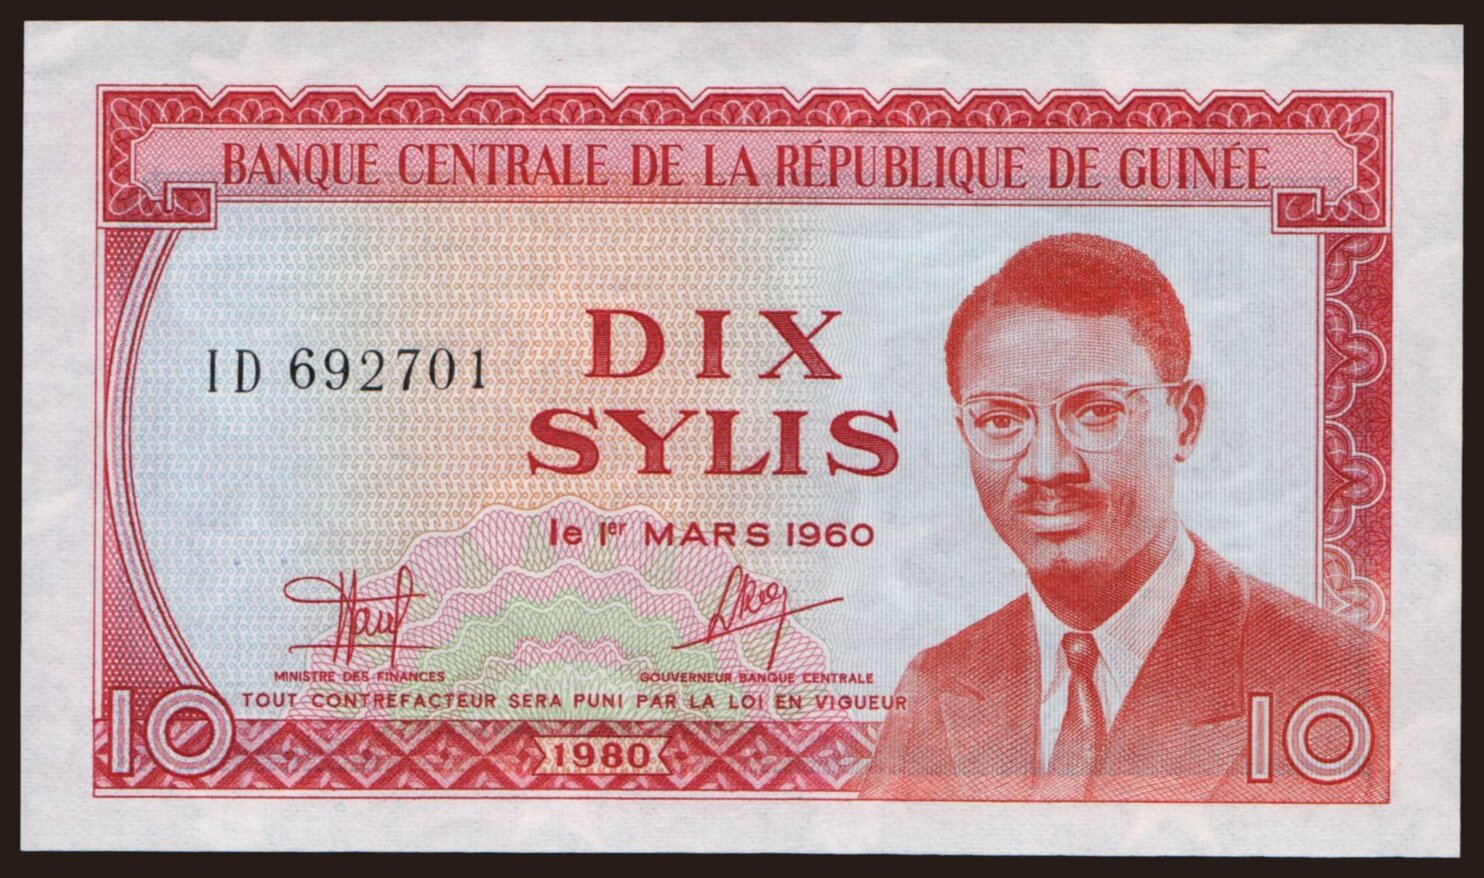 BANQUE CENTRALE DE LA RÉPUBLIQUE DE GUINÉE
ID 692701
DIX
SYLIS
le 1er MARS 1960
MINISTRE DES FINANCES
GOUVERNEUR BANQUE CENTRALE
TOUT CONTREFACTEUR SERA PUNI PAR LA LOI EN VIGUEUR
10
1980
10